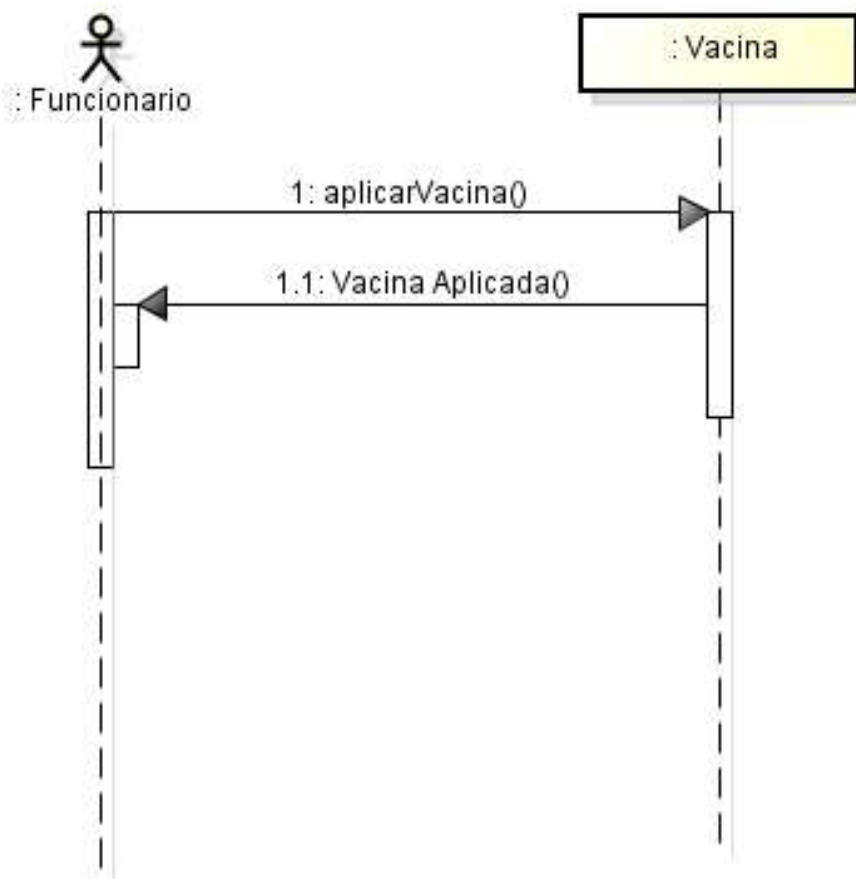 : Funcionario
: Vacina
1: aplicarVacina()
1.1: Vacina Aplicada()